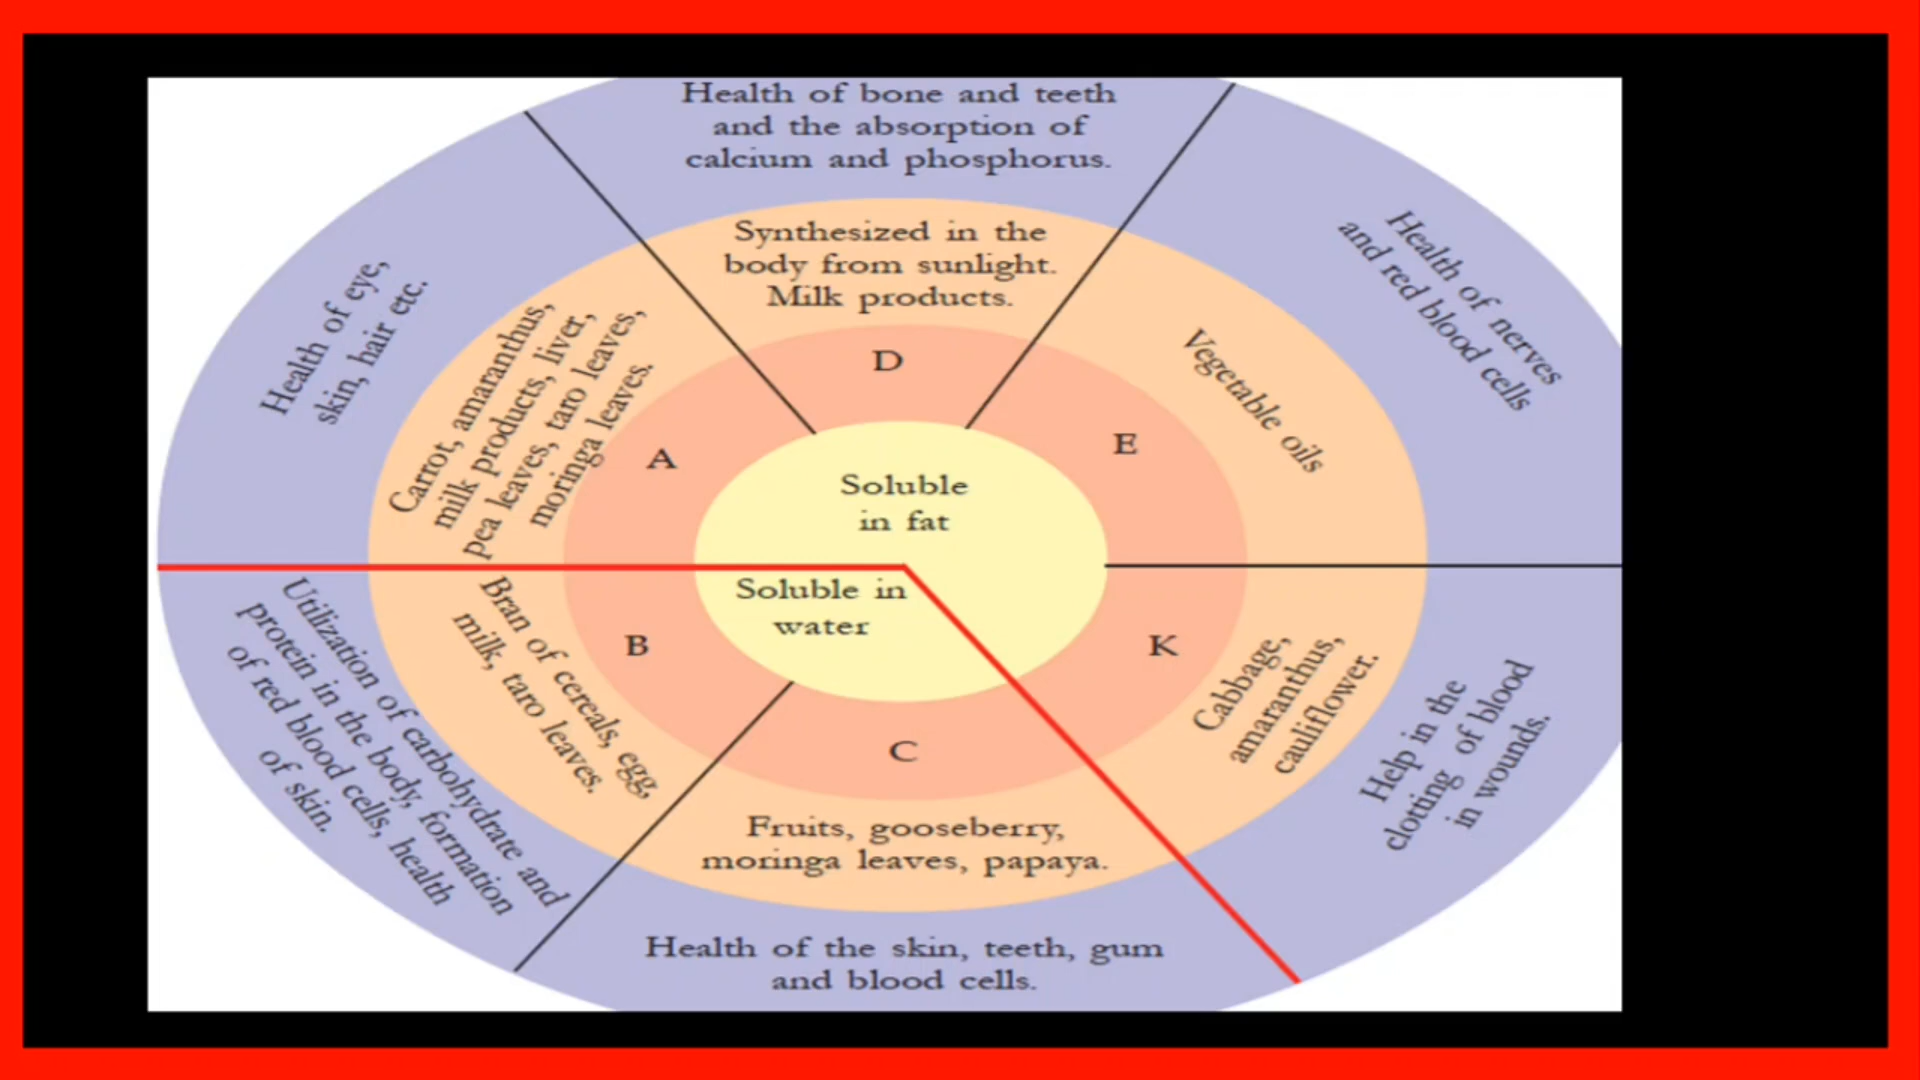 Health of bone and teeth
and the absorption of
calcium and phosphorus.
Synthesized in the
body from sunlight.
Milk products.
D
Health of nerves
and red blood cells
Vegetable oils
E
Health of eye,
skin, hair etc.
Carrot, amaranthus,
milk products, liver,
pea leaves, taro leaves,
moringa leaves.
A
Soluble
in fat
Soluble in
water
B
Bran of cereals, egg,
milk, taro leaves.
Utilization of carbohydrate and
protein in the body, formation
of red blood cells, health
of skin.
K
Cabbage,
amaranthus,
cauliflower.
Help in the
clotting of blood
in wounds.
C
Fruits, gooseberry,
moringa leaves, papaya.
Health of the skin, teeth, gum
and blood cells.